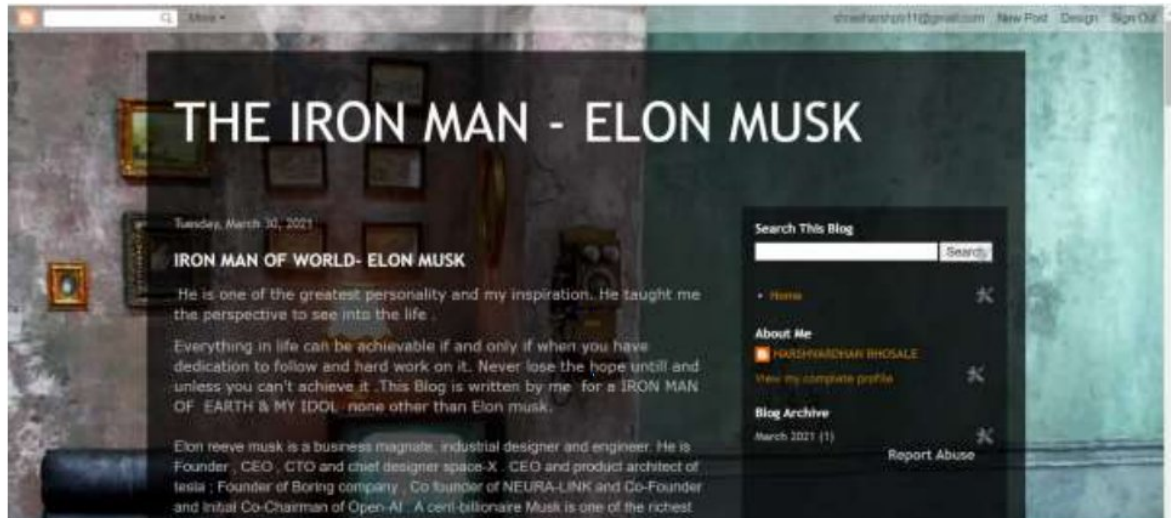 More
New Post Design Sign Out
THE IRON MAN - ELON MUSK
Tuesday, March 30, 2021
IRON MAN OF WORLD- ELON MUSK
He is one of the greatest personality and my inspiration. He taught me
the perspective to see into the life .
Everything in life can be achievable if and only if when you have
dedication to follow and hard work on it. Never lose the hope untill and
unless you can't achieve it .This Blog is written by me for a IRON MAN
OF EARTH & MY IDOL none other than Elon musk.
Elon reeve musk is a business magnate, industrial designer and engineer. He is
Founder , CEO , CTO and chief designer space-X . CEO and product architect of
tesla ; Founder of Boring company , Co founder of NEURA-LINK and Co-Founder
and Initial Co-Chairman of Open-AI . A cent-billionaire Musk is one of the richest
Search This Blog
Search
Home
About Me
HARSHVARDHAN BHOSALE
View my complete profile
Blog Archive
March 2021 (1)
Report Abuse